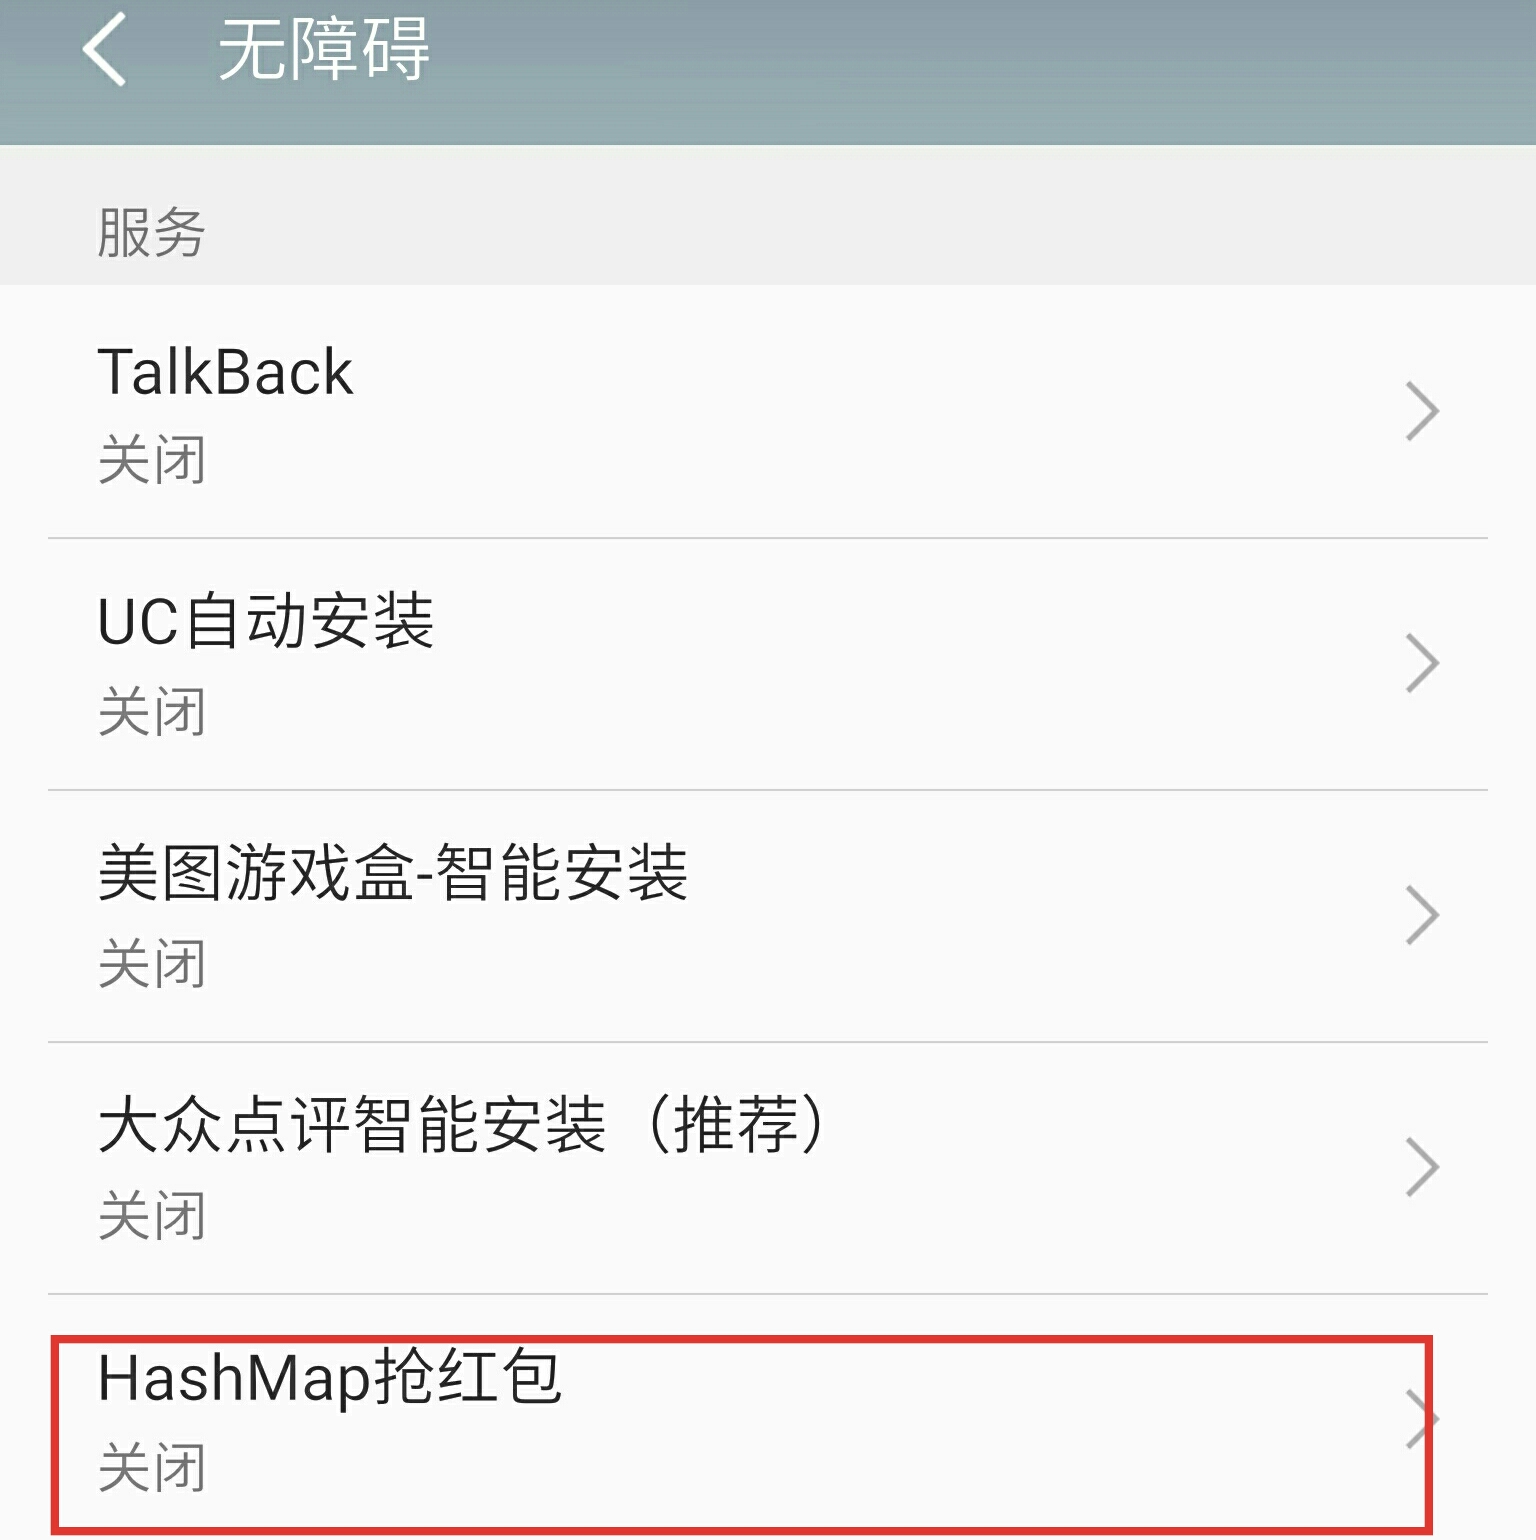 无障碍
服务
TalkBack
关闭
UC自动安装
关闭
美图游戏盒-智能安装
关闭
大众点评智能安装（推荐）
关闭
HashMap抢红包
关闭